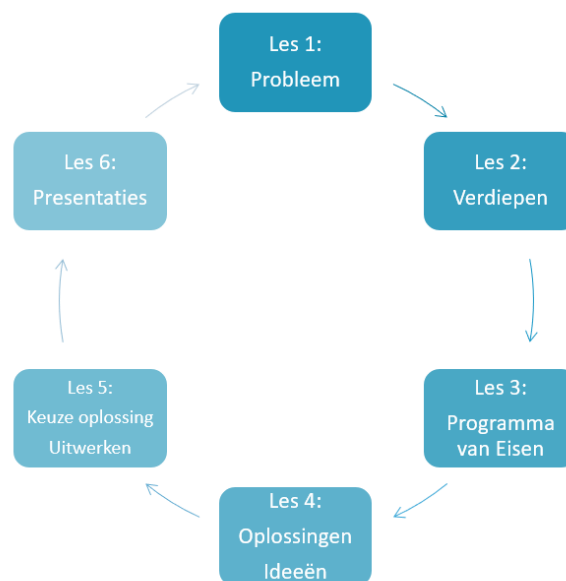 Les 1:
Probleem
Les 2:
Verdiepen
Les 3:
Programma
van Eisen
Les 4:
Oplossingen
Ideeën
Les 5:
Keuze oplossing
Uitwerken
Les 6:
Presentaties